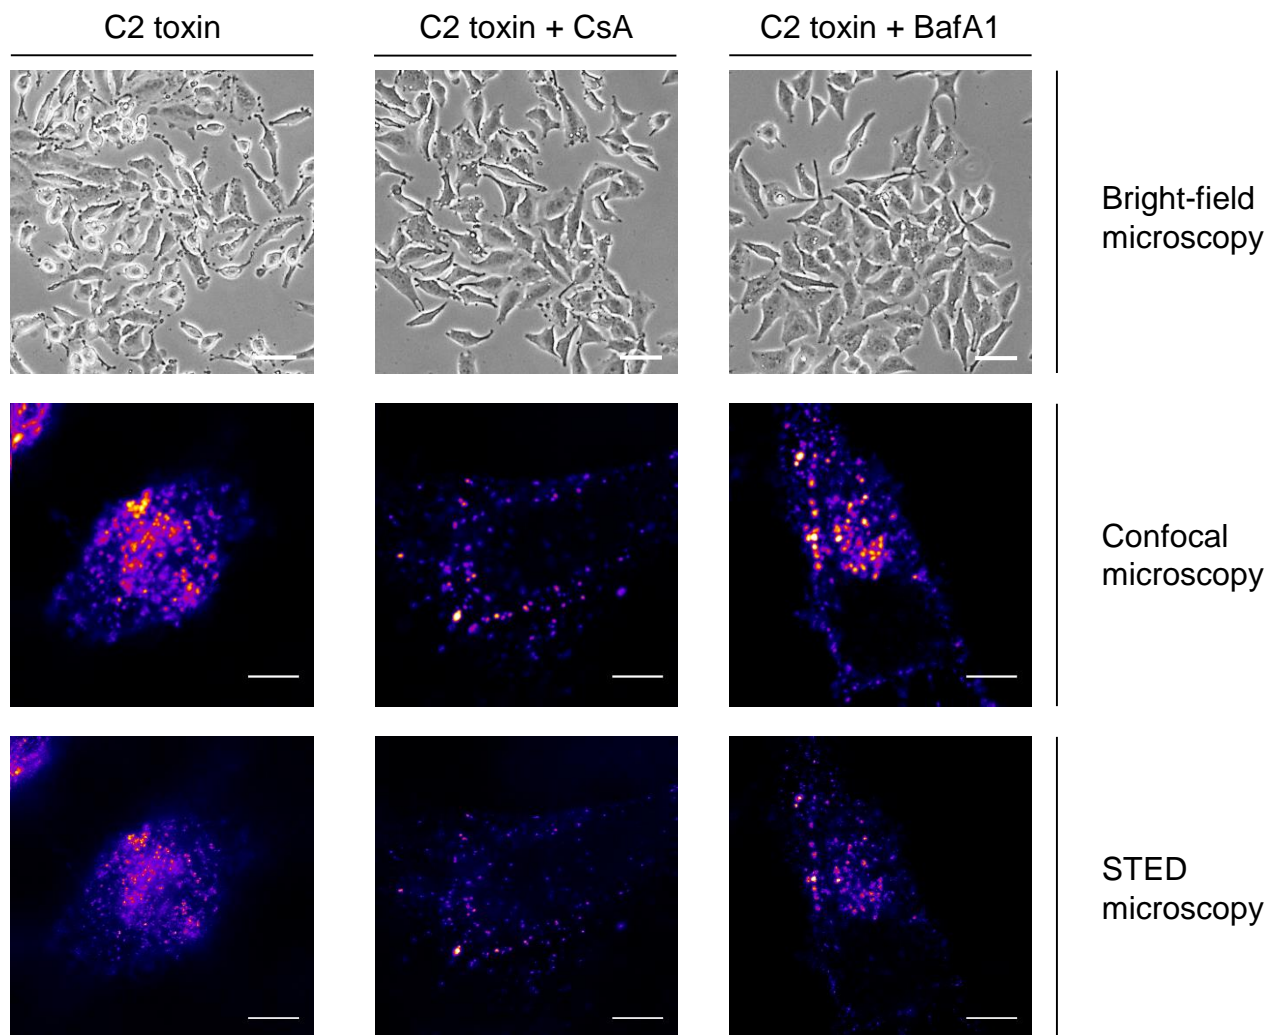 C2 toxin
C2 toxin + CsA
C2 toxin + BafA1
Bright-field
microscopy
Confocal
microscopy
STED
microscopy